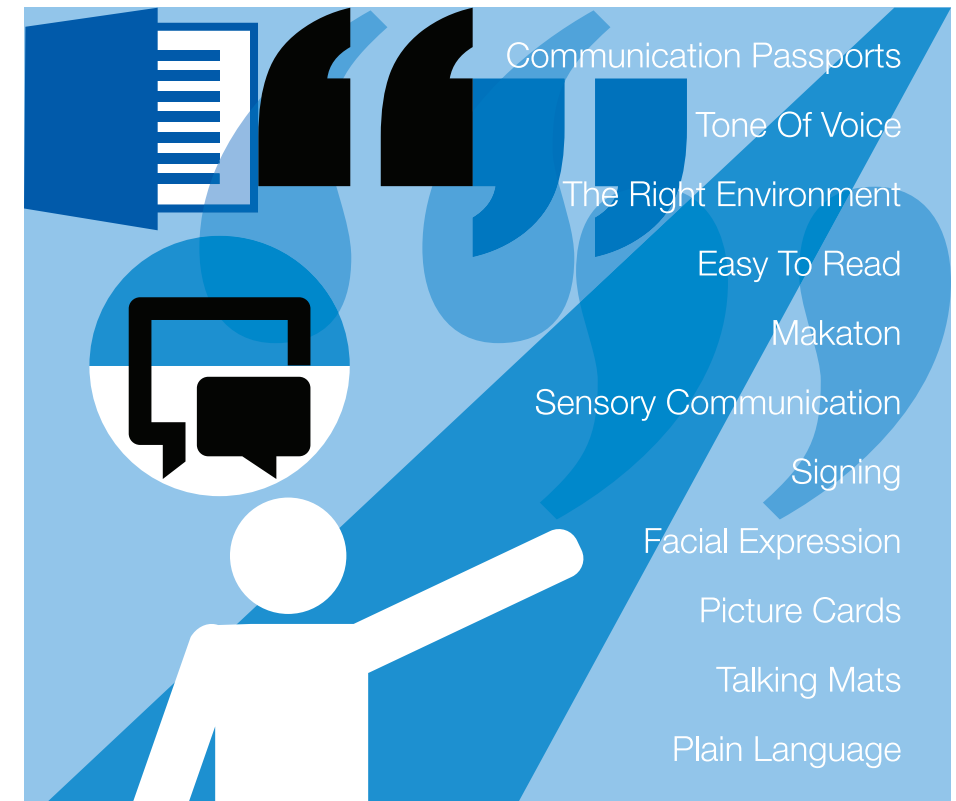 Communication Passports
Tone Of Voice
The Right Environment
Easy To Read
Makaton
Sensory Communication
Signing
Facial Expression
Picture Cards
Talking Mats
Plain Language